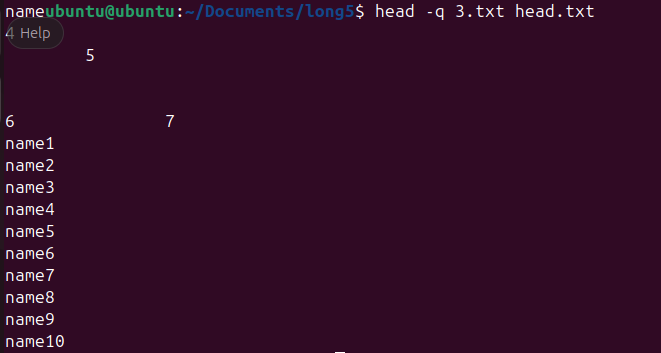 nameubuntu@ubuntu:~/Documents/long5$ head -q 3.txt head.txt
4
Help
5
6 7
name1
name2
name3
name4
name5
name6
name7
name8
name9
name10